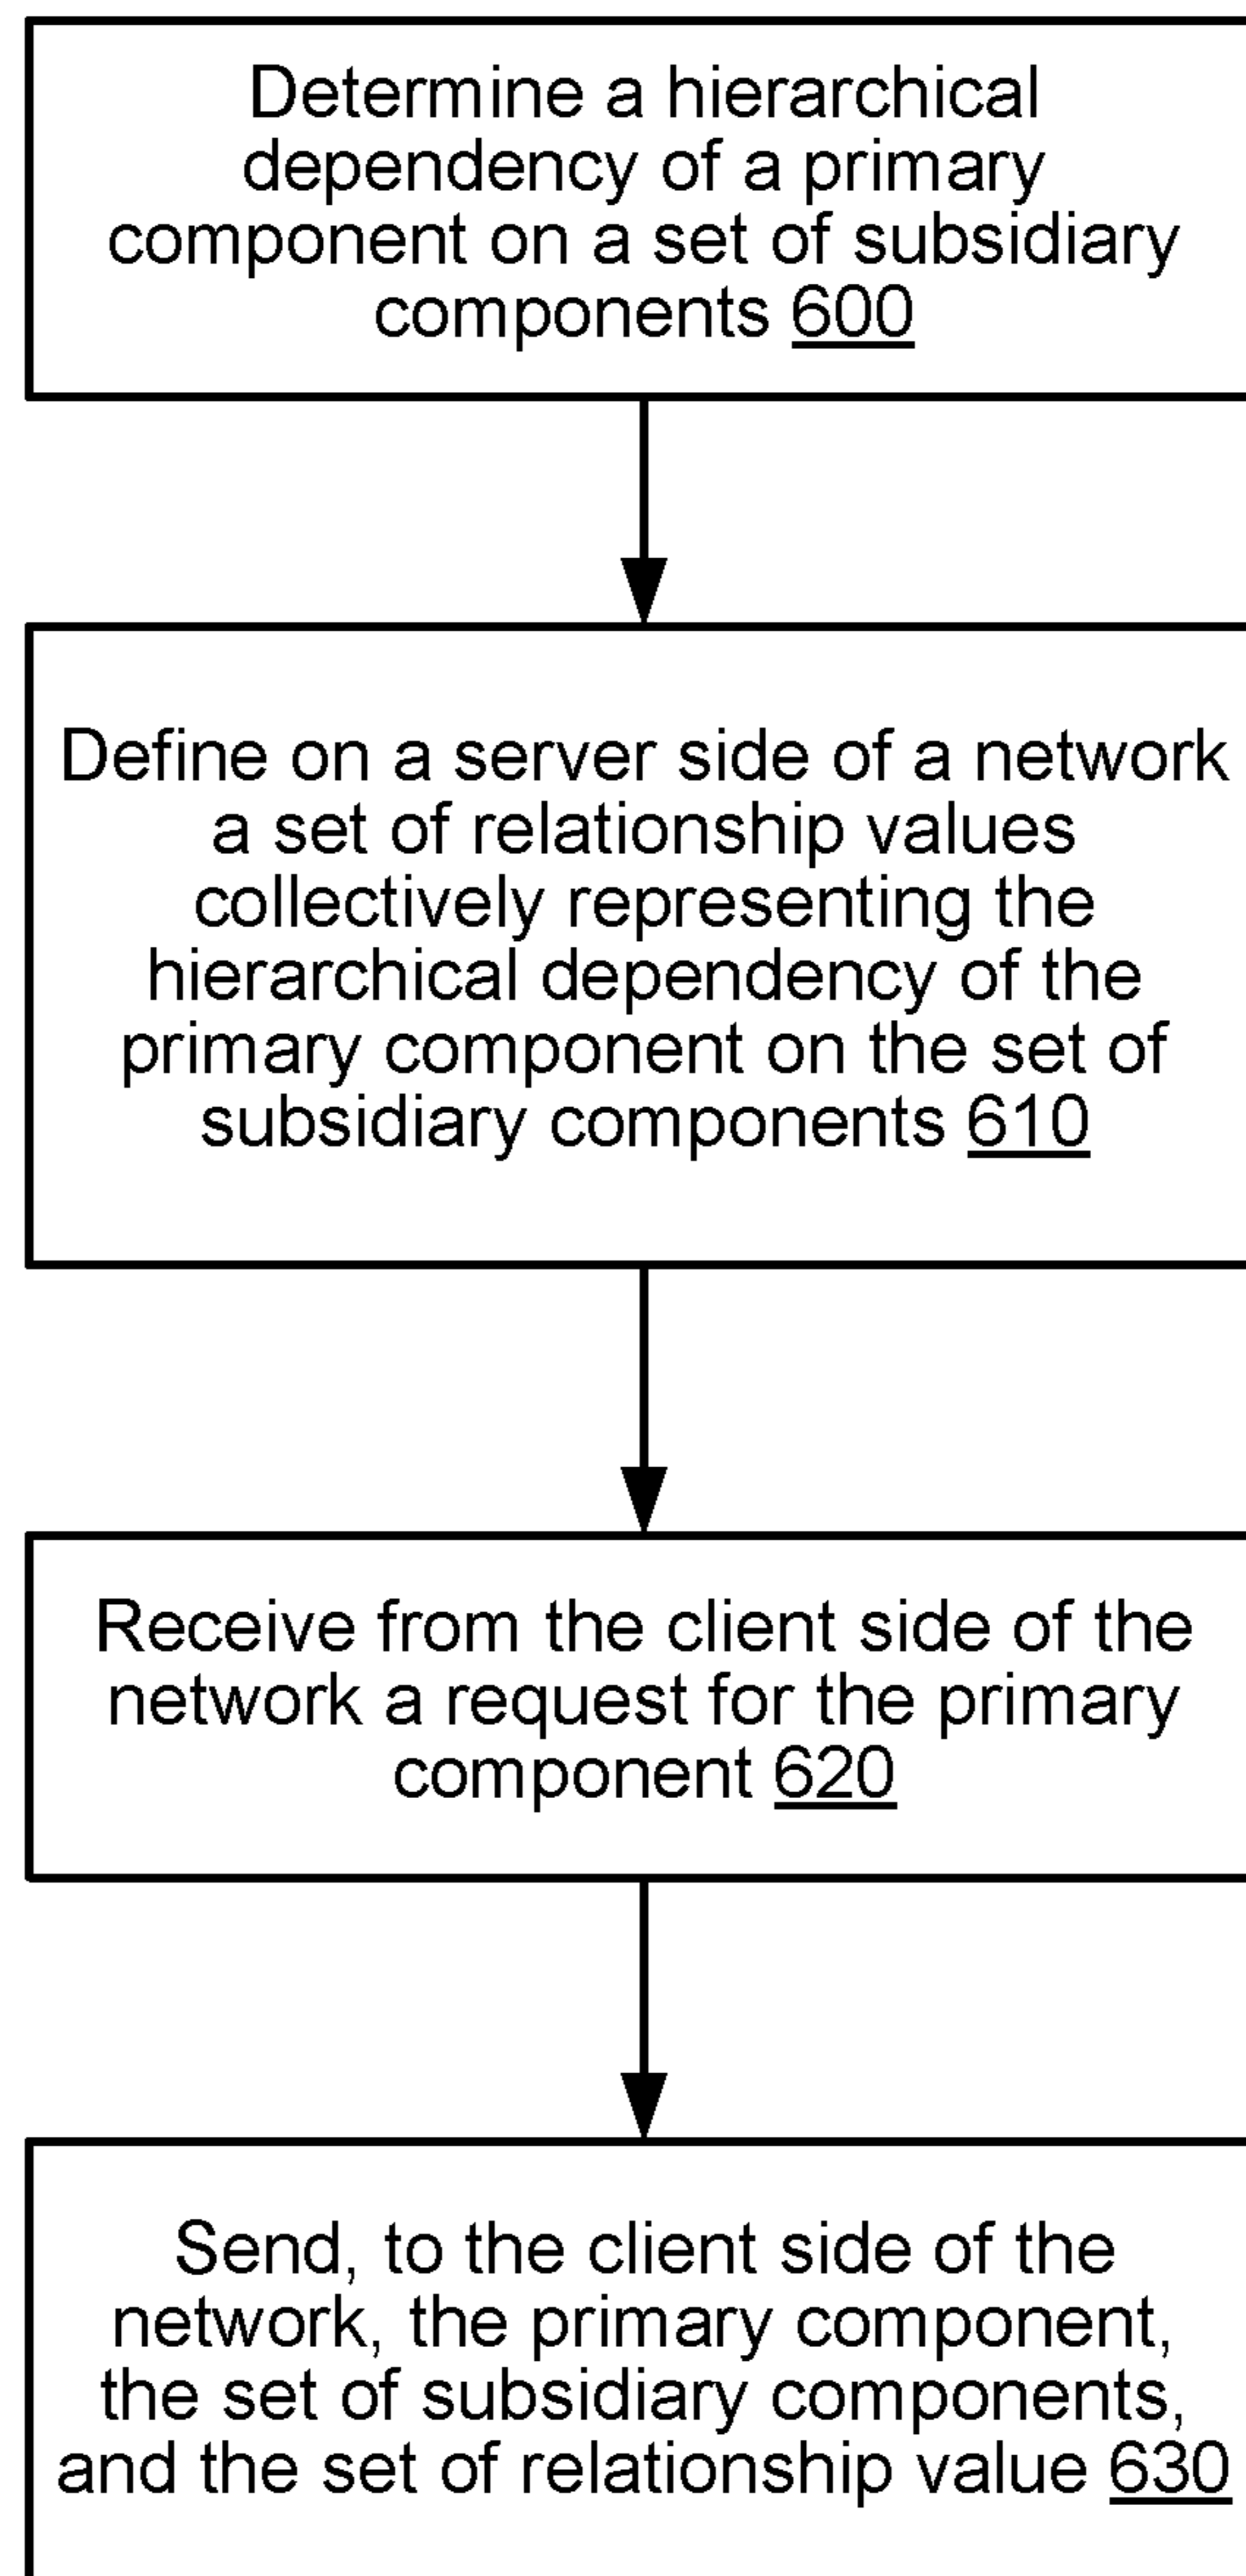 Determine a hierarchical
dependency of a primary
component on a set of subsidiary
components 600
Define on a server side of a network
a set of relationship values
collectively representing the
hierarchical dependency of the
primary component on the set of
subsidiary components 610
Receive from the client side of the
network a request for the primary
component 620
Send, to the client side of the
network, the primary component,
the set of subsidiary components,
and the set of relationship value 630